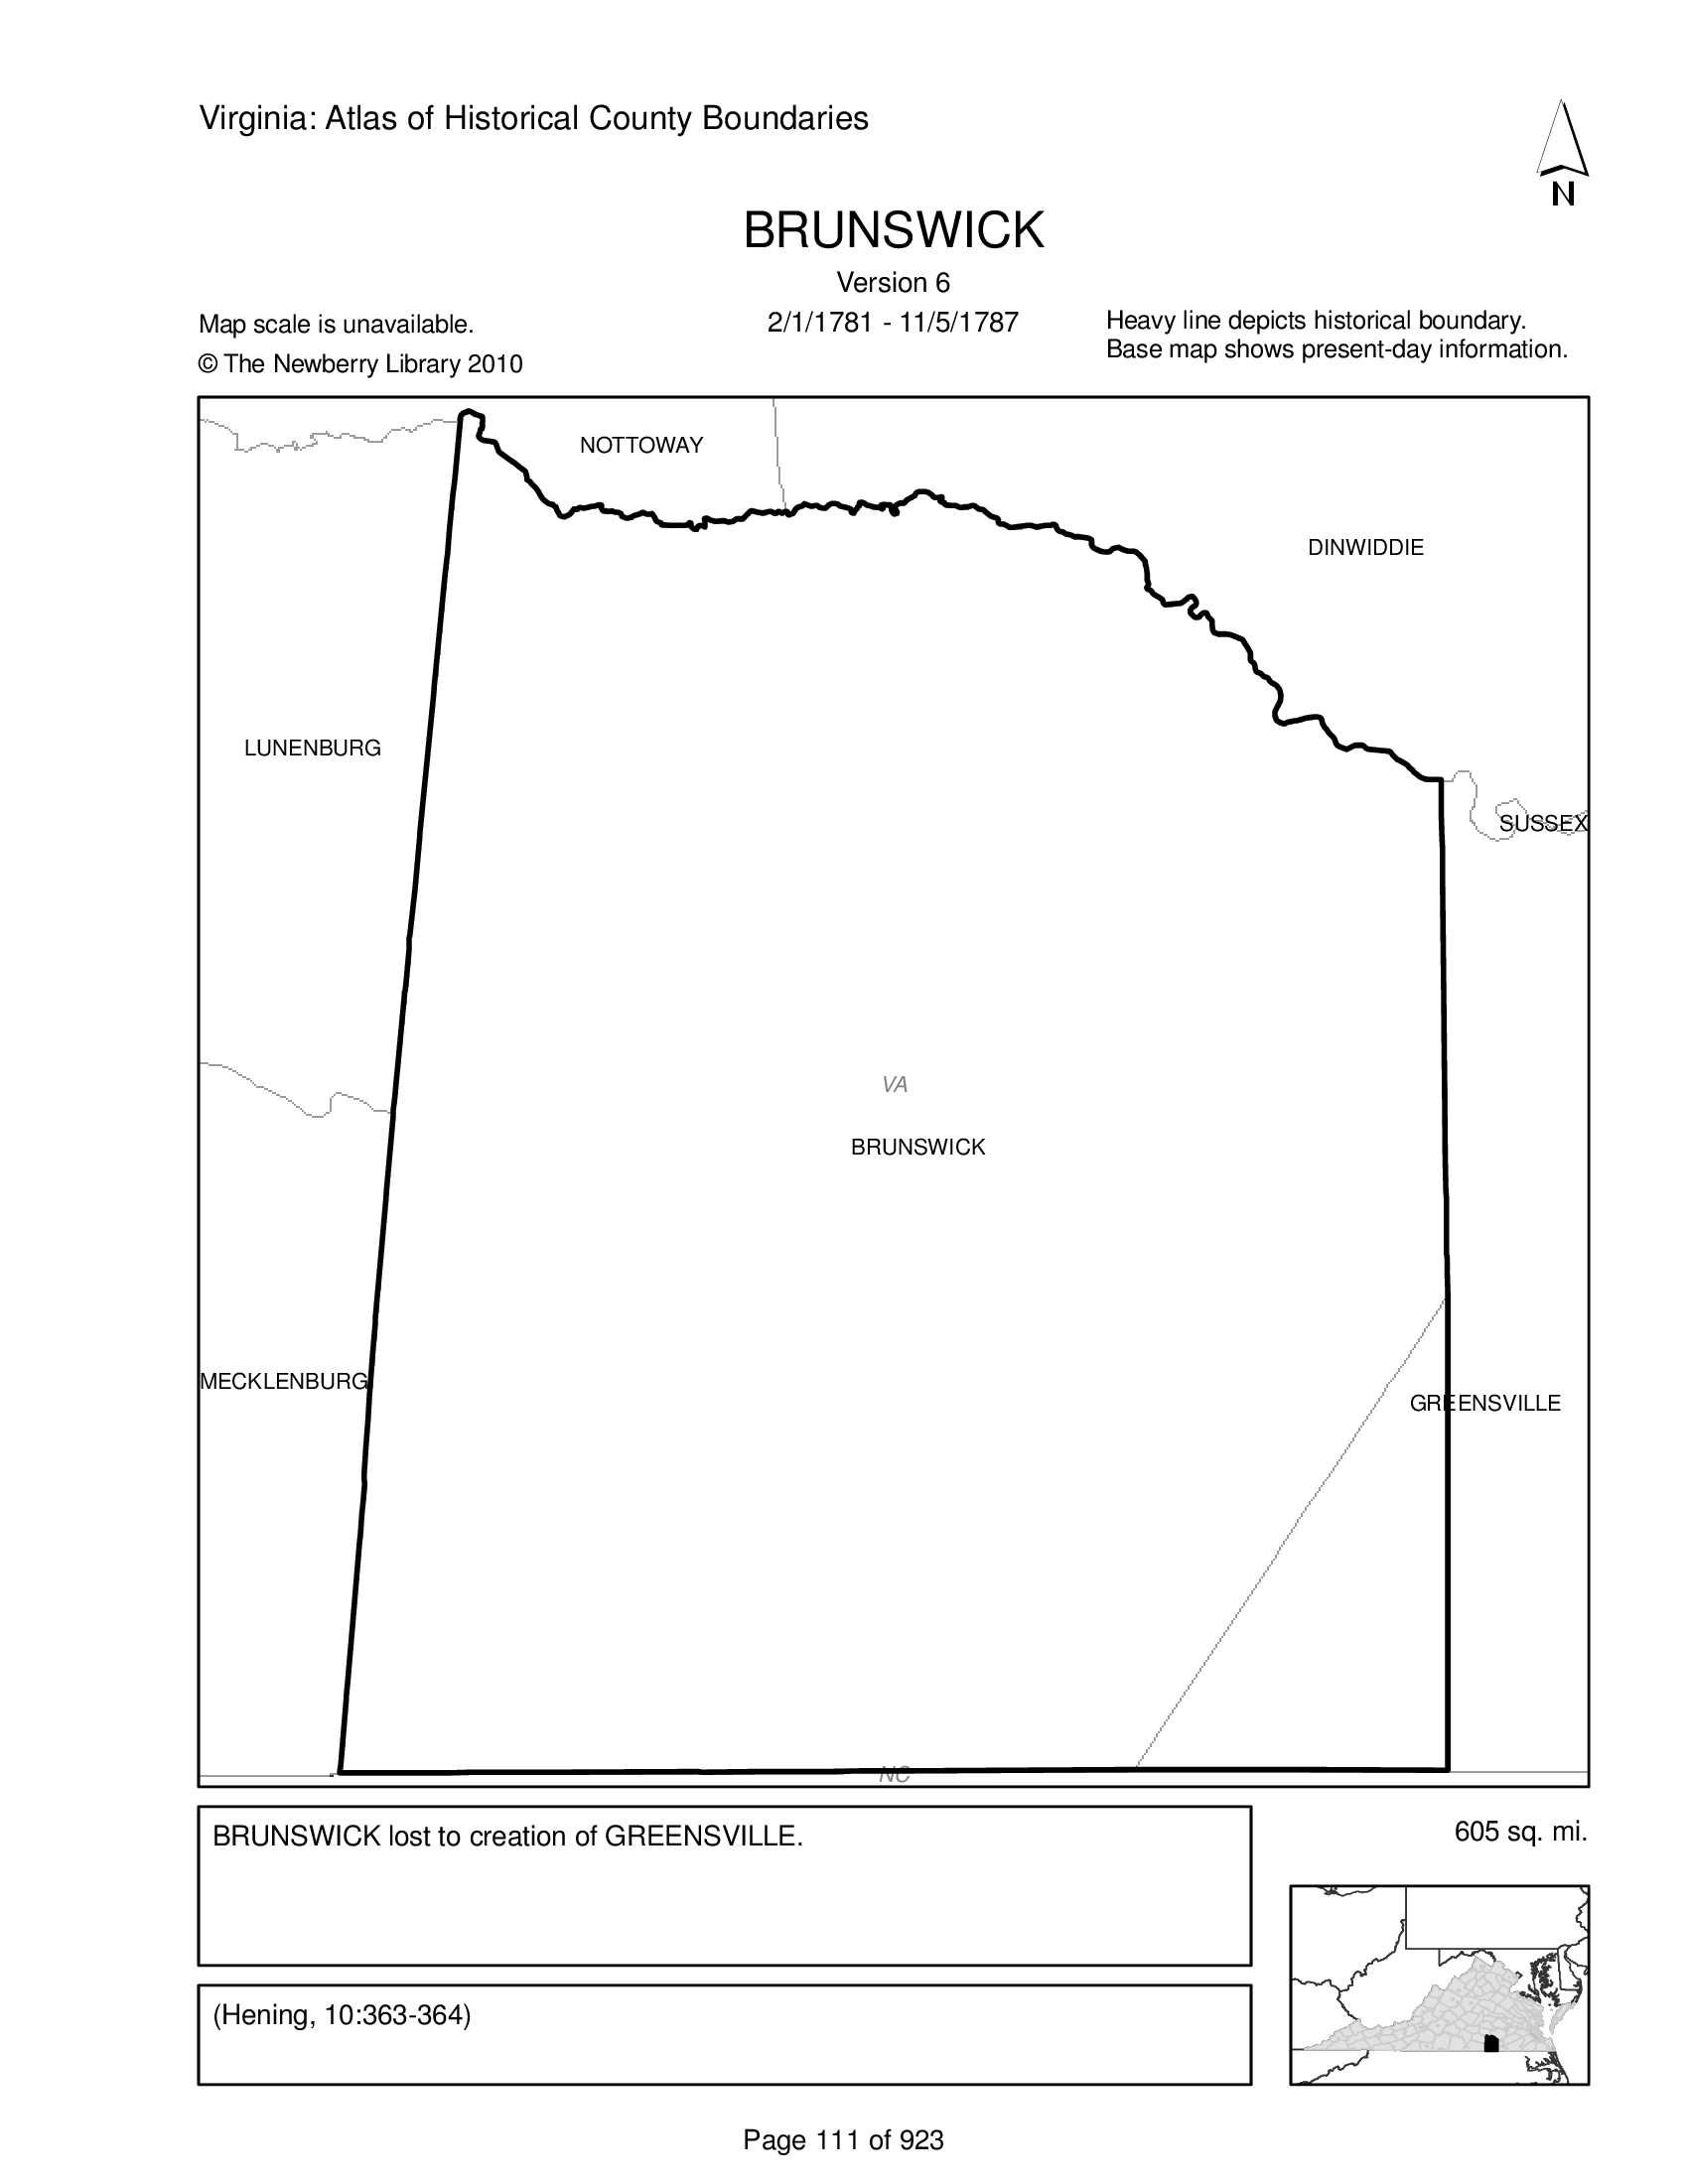 Virginia: Atlas of Historical County Boundaries
N
BRUNSWICK
Version 6
2/1/1781 - 11/5/1787
Map scale is unavailable.
© The Newberry Library 2010
Heavy line depicts historical boundary.
Base map shows present-day information.
NOTTOWAY
DINWIDDIE
LUNENBURG
SUSSEX
VA
BRUNSWICK
MECKLENBURG
GREENSVILLE
NC
BRUNSWICK lost to creation of GREENSVILLE.
605 sq. mi.
(Hening, 10:363-364)
Page 111 of 923